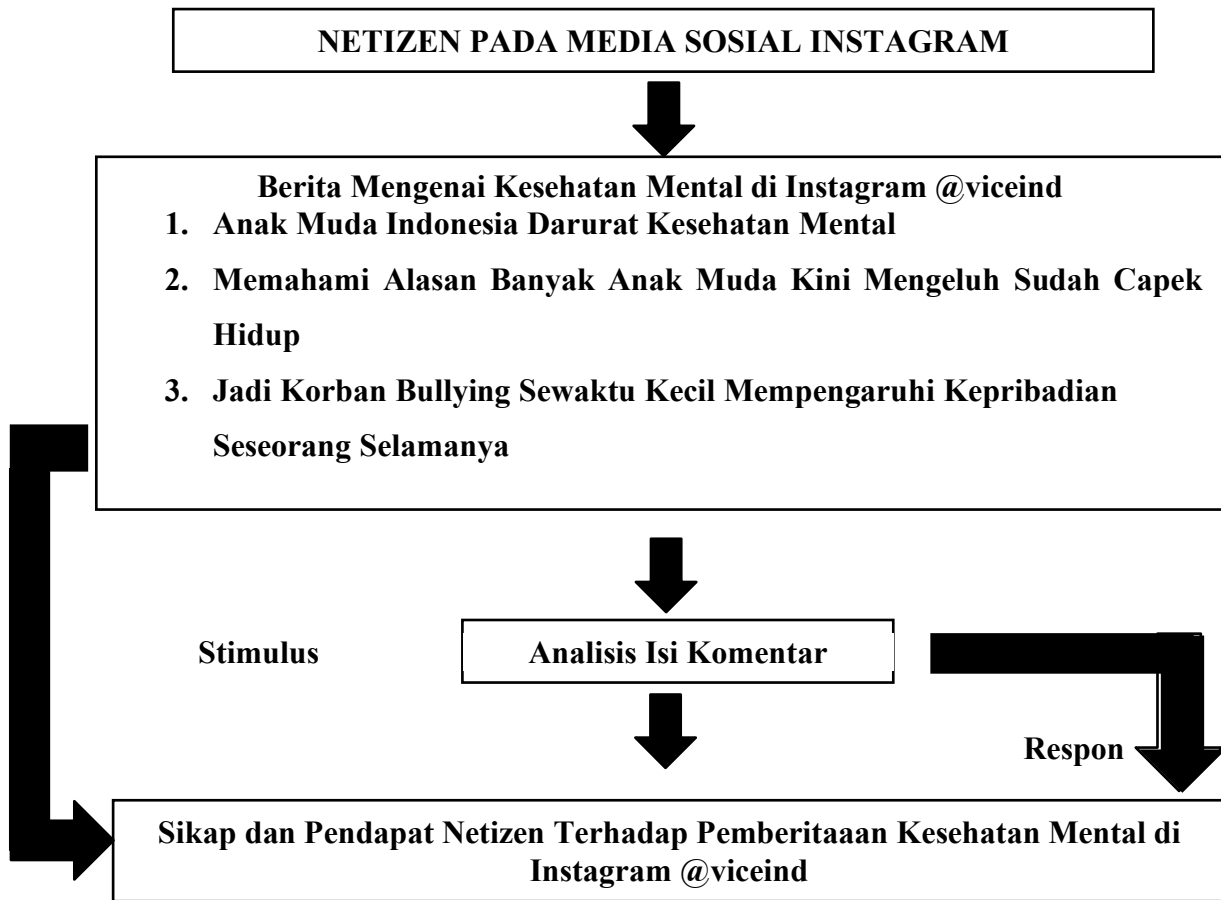 NETIZEN PADA MEDIA SOSIAL INSTAGRAM
Berita Mengenai Kesehatan Mental di Instagram @viceind
1. Anak Muda Indonesia Darurat Kesehatan Mental
2. Memahami Alasan Banyak Anak Muda Kini Mengeluh Sudah Capek
Hidup
3. Jadi Korban Bullying Sewaktu Kecil Mempengaruhi Kepribadian
Seseorang Selamanya
Stimulus
Analisis Isi Komentar
Respon
Sikap dan Pendapat Netizen Terhadap Pemberitaaan Kesehatan Mental di
Instagram @viceind